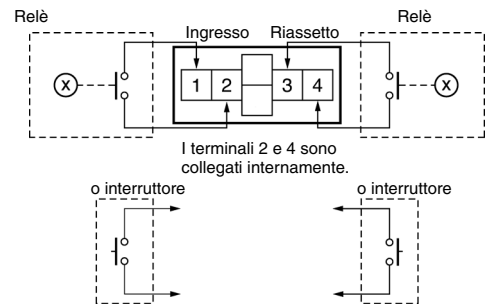 Relè
Ingresso Riassetto
Relè
X
1 2 3 4
X
I terminali 2 e 4 sono
collegati internamente.
o interruttore
o interruttore